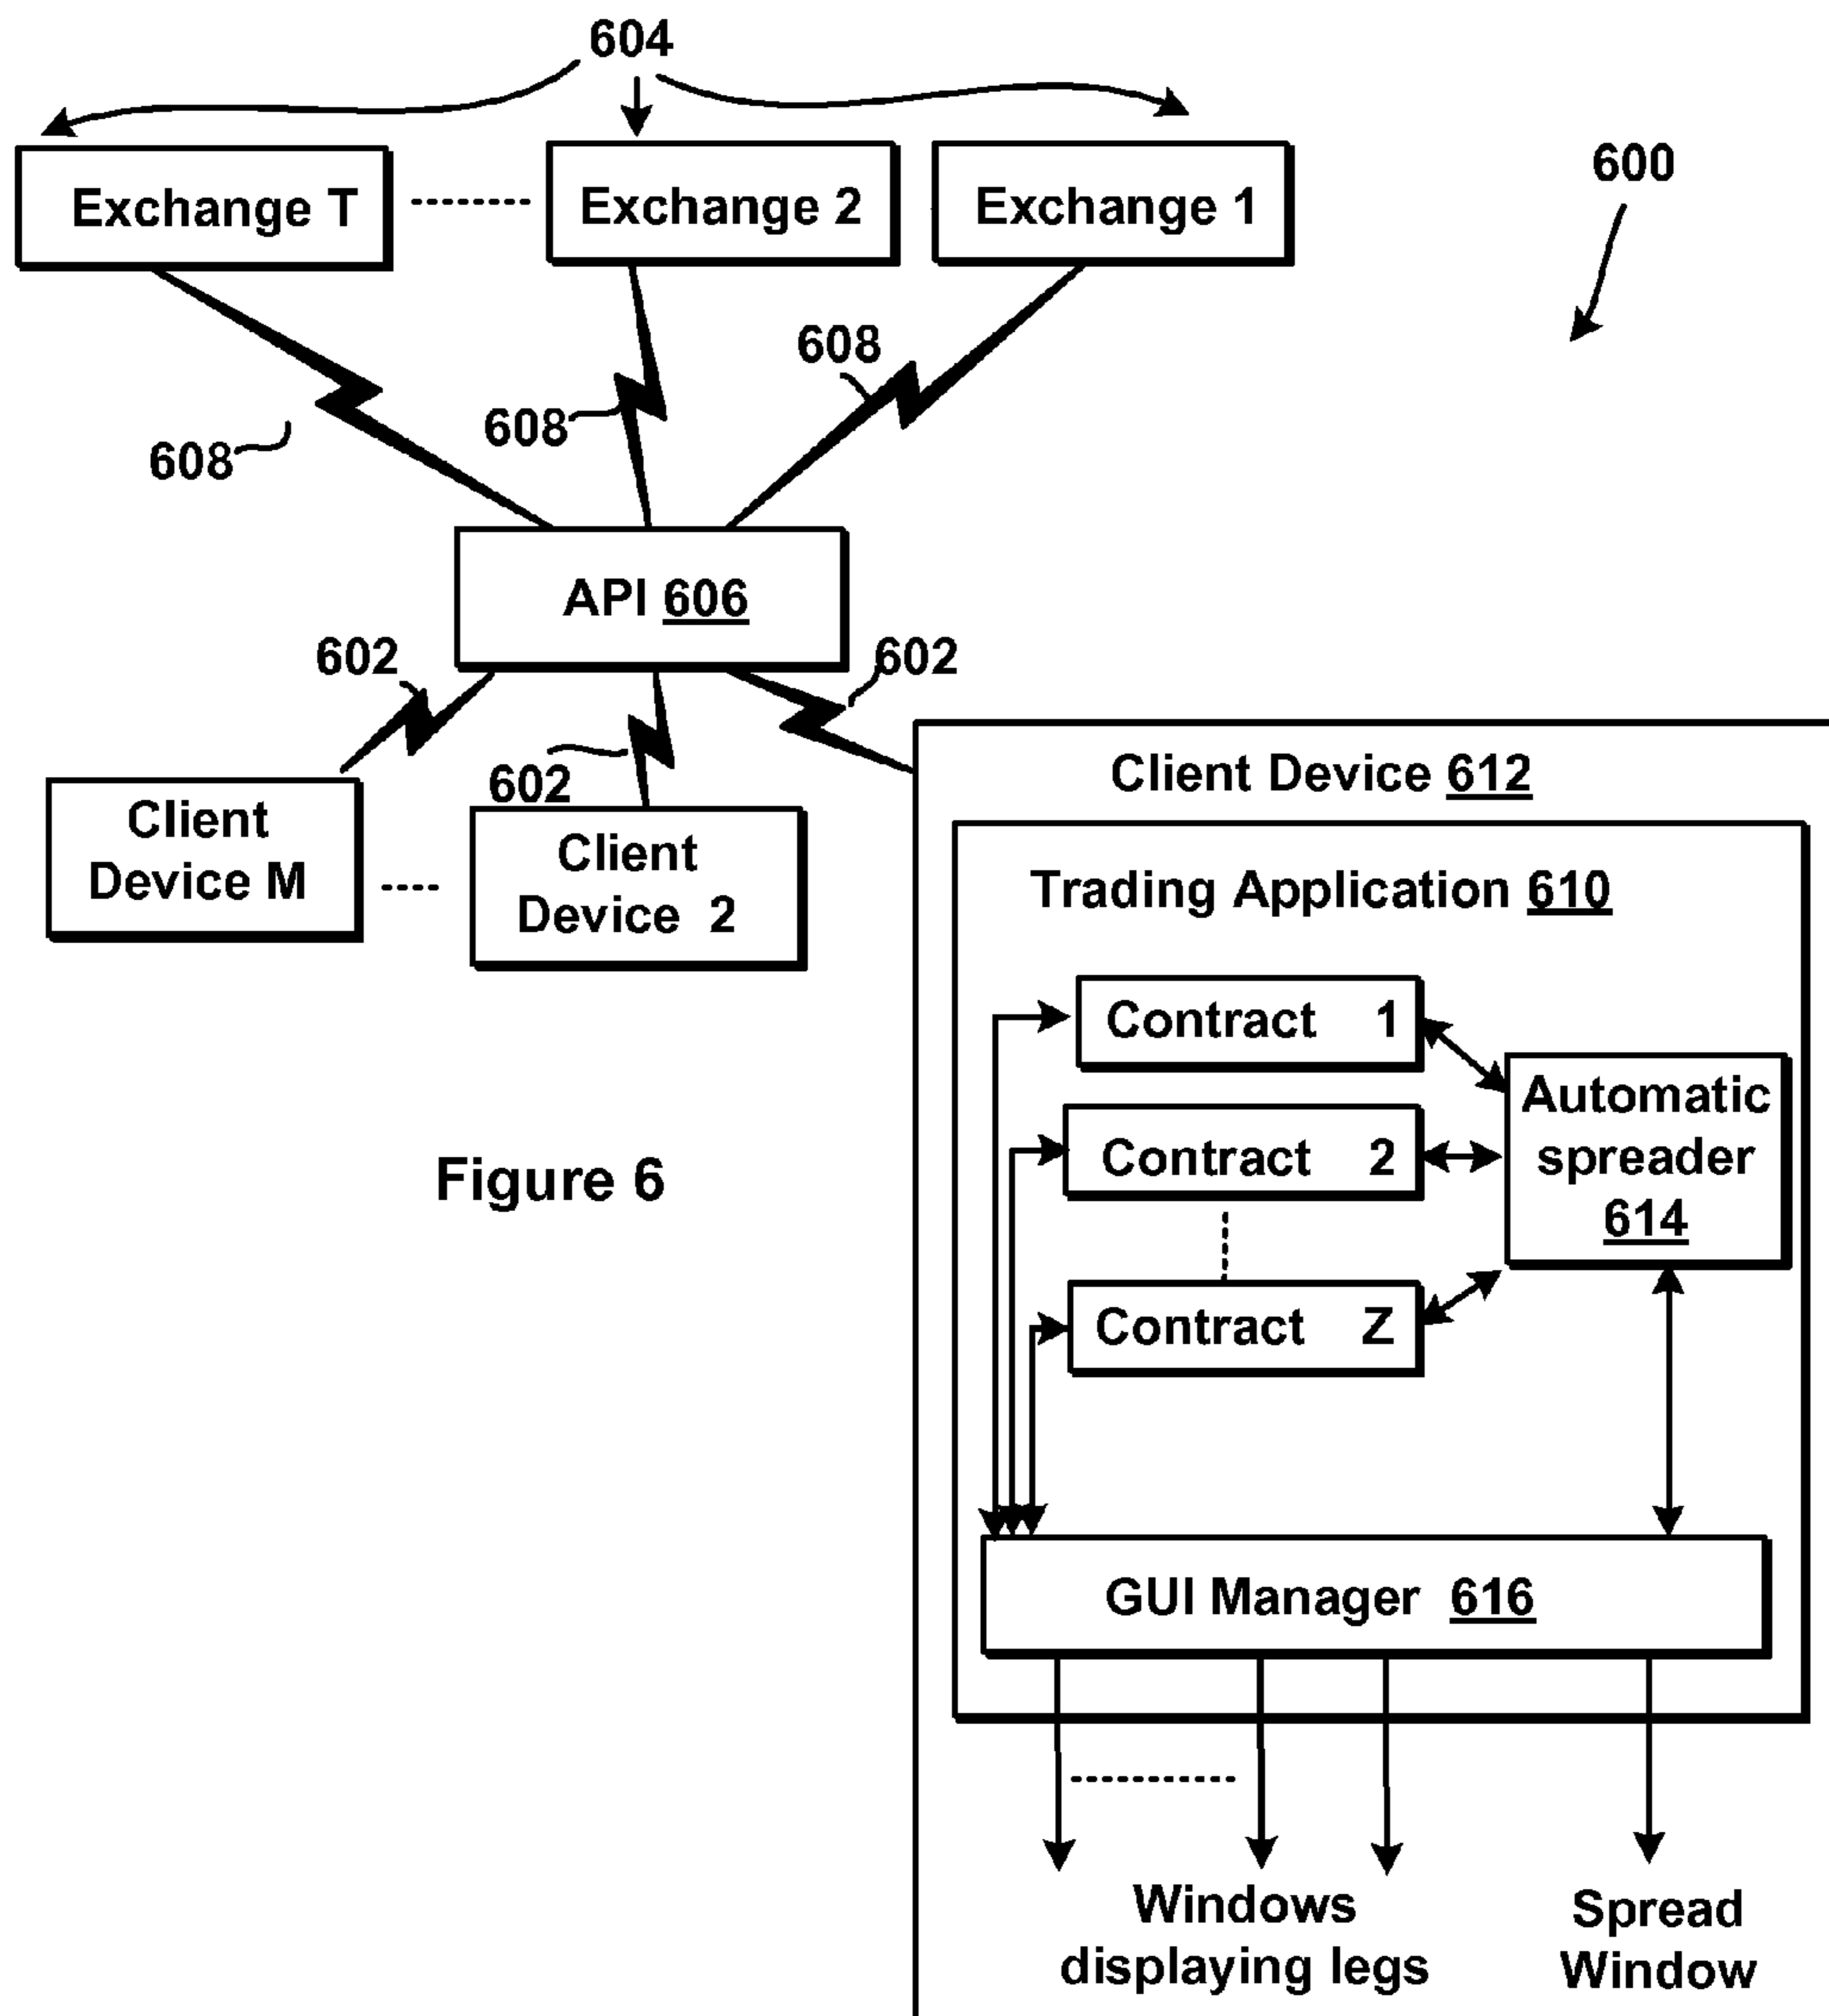 604
600
Exchange T
Exchange 2
Exchange 1
608
608
608
API 606
602
602
602
Client
Device M
Client
Device 2
Client Device 612
Trading Application 610
Contract 1
Contract 2
Contract Z
Automatic
spreader
614
Figure 6
GUI Manager 616
Windows
displaying legs
Spread
Window